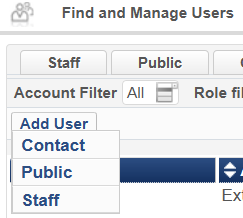 Find and Manage Users
Staff Public
Account Filter All Role fil
Add User
Contact
Public
Staff
Ext